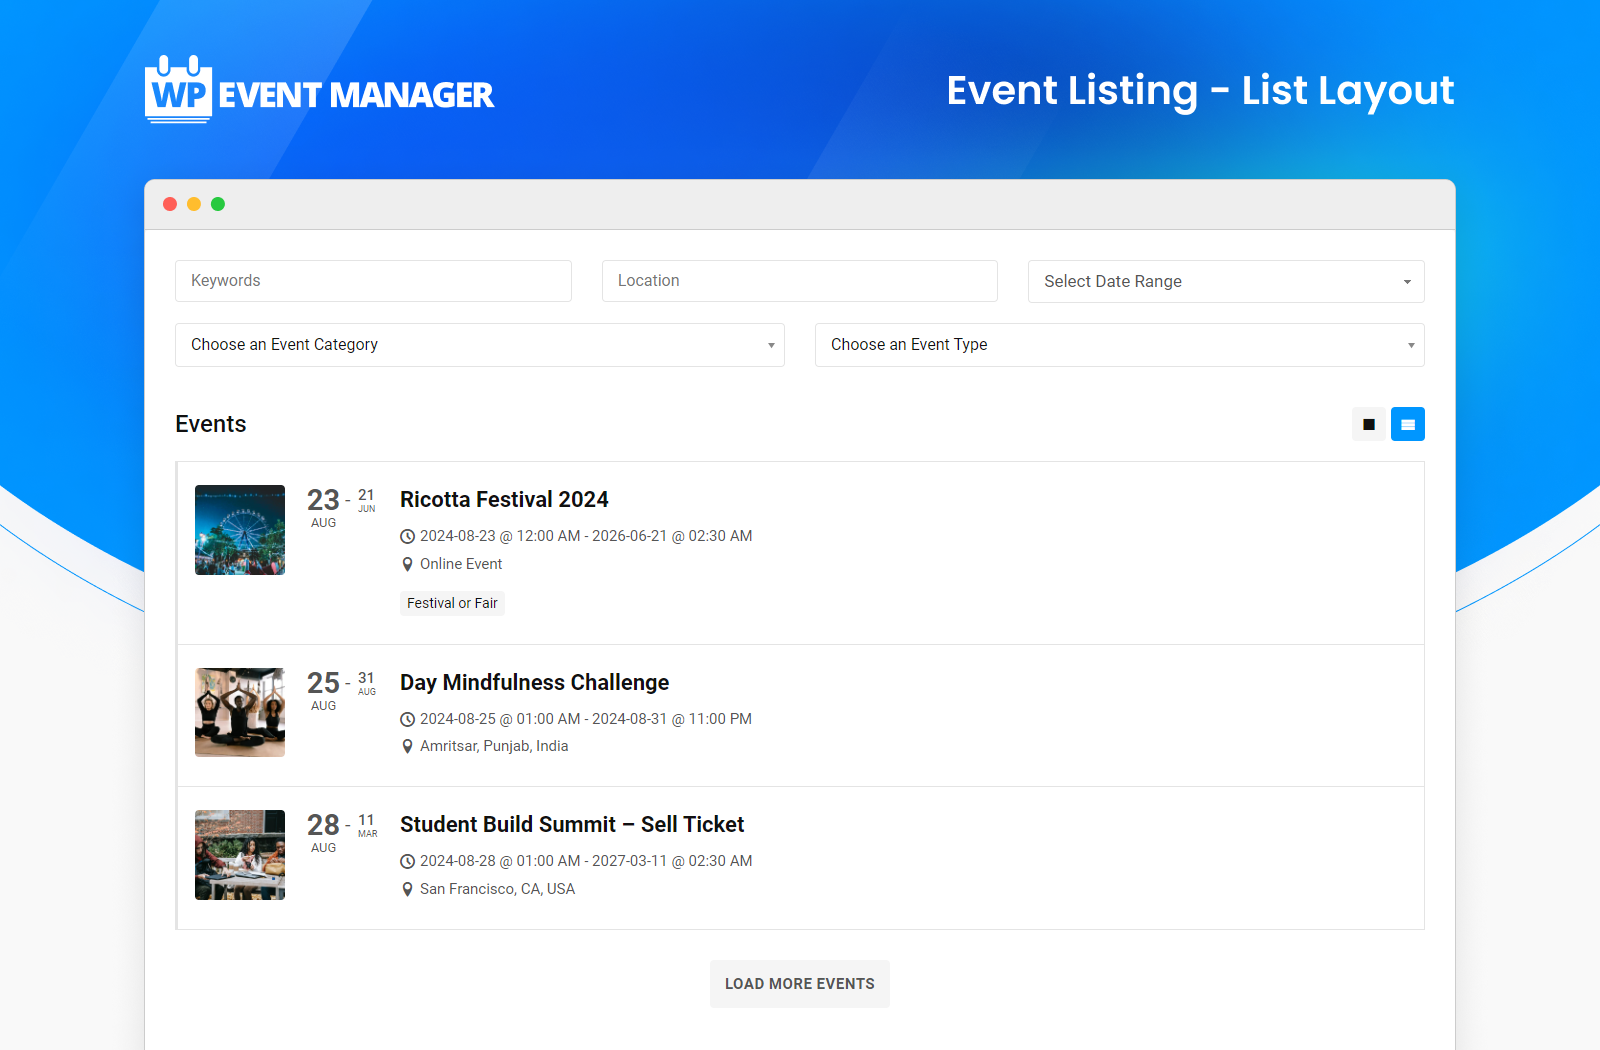 WP EVENT MANAGER
Event Listing - List Layout
Keywords
Location
Select Date Range
Choose an Event Category
Choose an Event Type
Events
23 - 21
AUG JUN
Ricotta Festival 2024
2024-08-23 @ 12:00 AM - 2026-06-21 @ 02:30 AM
Online Event
Festival or Fair
25 - 31
AUG AUG
Day Mindfulness Challenge
2024-08-25 @ 01:00 AM - 2024-08-31 @ 11:00 PM
Amritsar, Punjab, India
28 - 11
AUG MAR
Student Build Summit – Sell Ticket
2024-08-28 @ 01:00 AM - 2027-03-11 @ 02:30 AM
San Francisco, CA, USA
LOAD MORE EVENTS